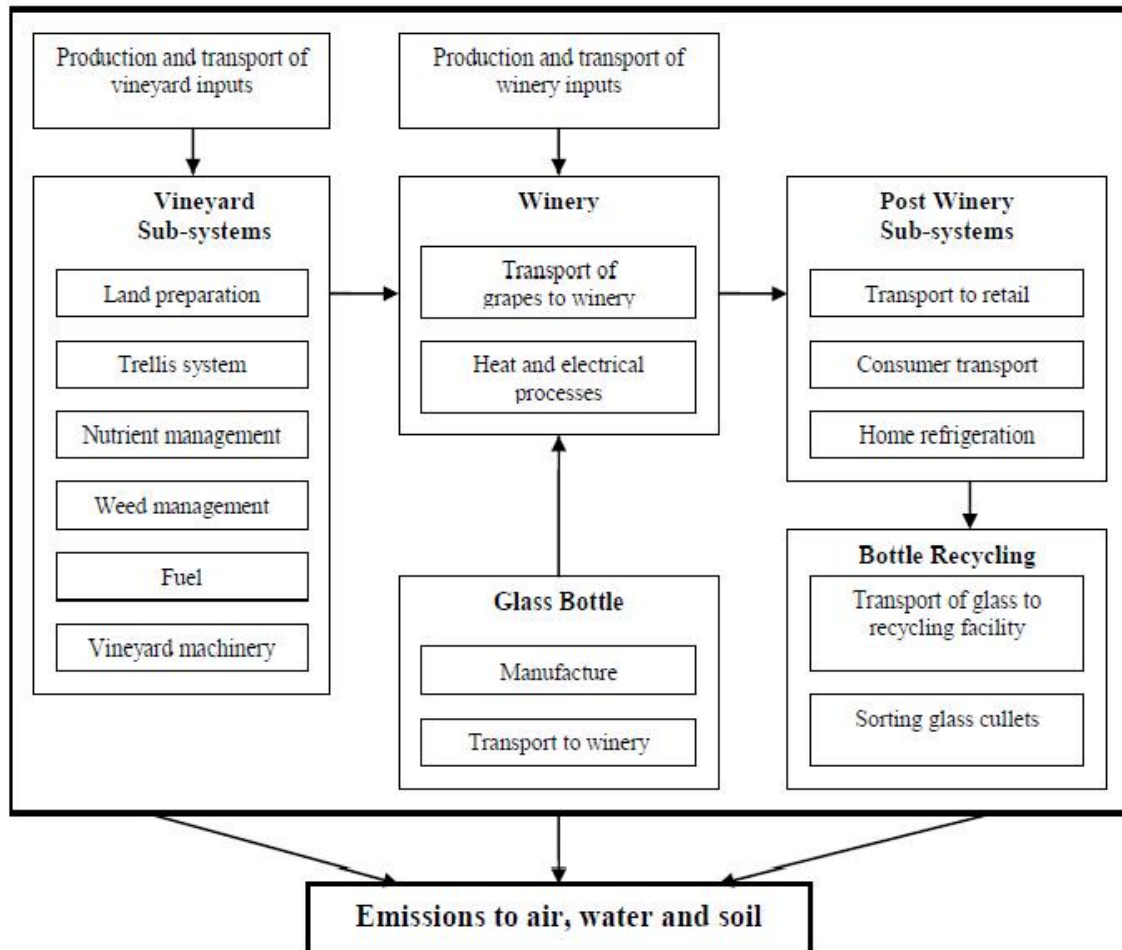 Production and transport of
vineyard inputs
Production and transport of
winery inputs
Vineyard
Sub-systems
Land preparation
Trellis system
Nutrient management
Weed management
Fuel
Vineyard machinery
Winery
Transport of
grapes to winery
Heat and electrical
processes
Glass Bottle
Manufacture
Transport to winery
Post Winery
Sub-systems
Transport to retail
Consumer transport
Home refrigeration
Bottle Recycling
Transport of glass to
recycling facility
Sorting glass cullets
Emissions to air, water and soil